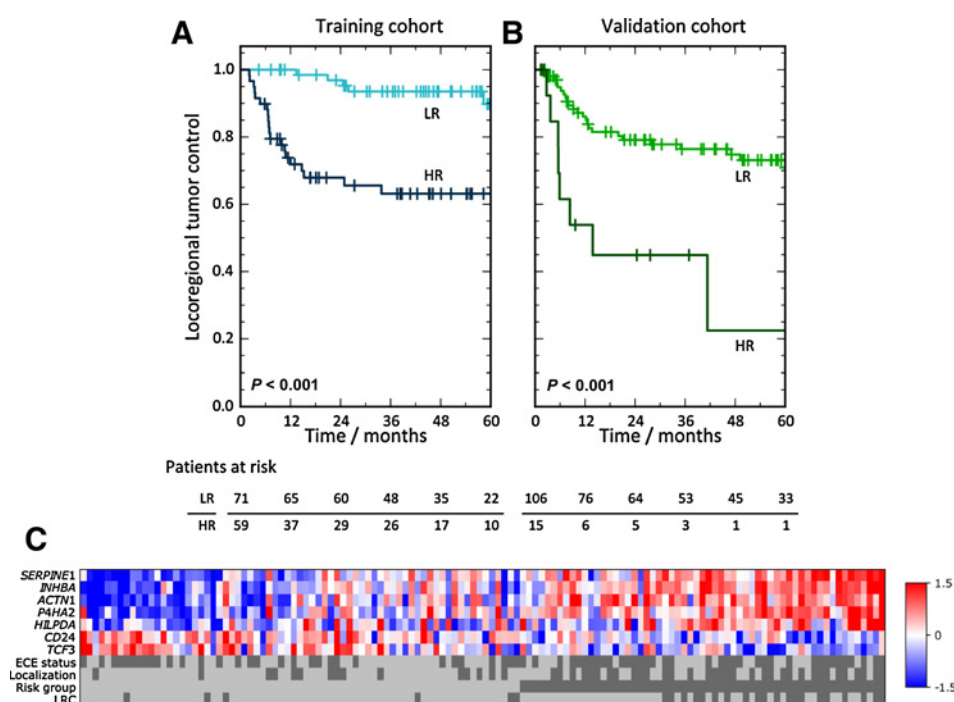 A Training cohort B Validation cohort
Locoregional tumor control
1.0
0.8
0.6
0.4
0.2
0.0
LR
HR
P < 0.001
0 12 24 36 48 60
Time / months
LR
HR
P < 0.001
0 12 24 36 48 60
Time / months
Patients at risk
LR 71 65 60 48 35 22 106 76 64 53 45 33
HR 59 37 29 26 17 10 15 6 5 3 1 1
C
SERPINE1
INHBA
ACTN1
P4HA2
HILPDA
CD24
TCF3
ECE status
Localization
Risk group
LRC
1.5
0
-1.5